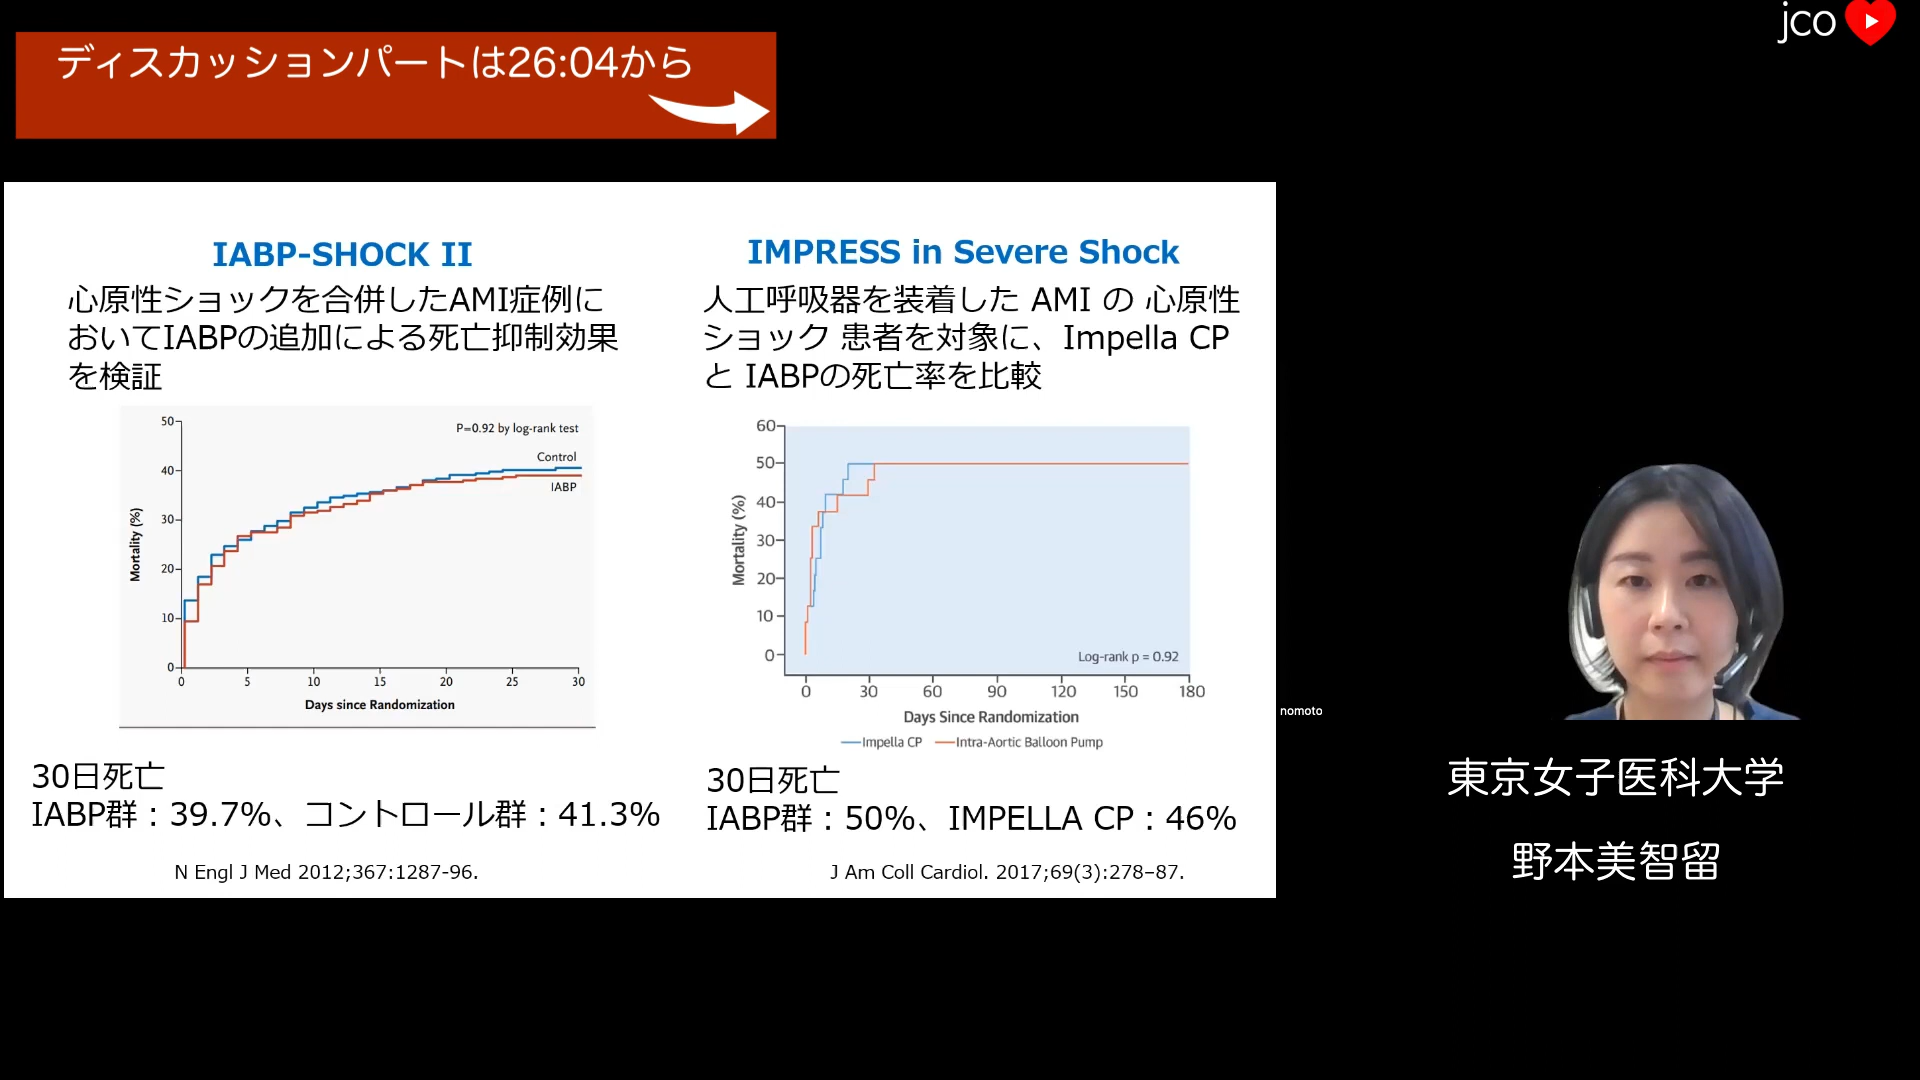 jco
ディスカッションパートは26:04から
IABP-SHOCK II
心原性ショックを合併したAMI症例に
おいてIABPの追加による死亡抑制効果
を検証
50
40
30
20
10
0
Mortality (%)
P=0.92 by log-rank test
Control
IABP
0 5 10 15 20 25 30
Days since Randomization
30日死亡
IABP群：39.7%、コントロール群：41.3%
N Engl J Med 2012;367:1287-96.
IMPRESS in Severe Shock
人工呼吸器を装着した AMI の 心原性
ショック 患者を対象に、Impella CP
と IABPの死亡率を比較
60
50
40
30
20
10
0
Mortality (%)
Log-rank p = 0.92
0 30 60 90 120 150 180
Days Since Randomization
Impella CP Intra-Aortic Balloon Pump
30日死亡
IABP群：50%、IMPELLA CP：46%
J Am Coll Cardiol. 2017;69(3):278–87.
nomoto
東京女子医科大学
野本美智留